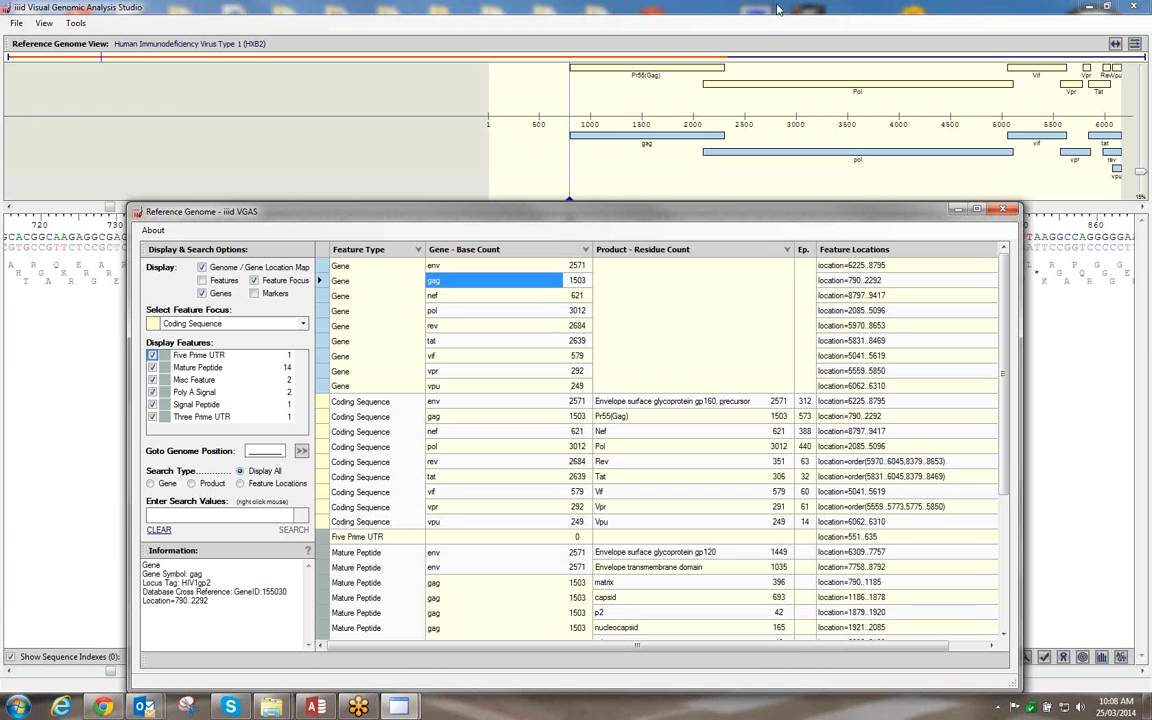 iiid Visual Genomic Analysis Studio
File View Tools
Reference Genome View: Human Immunodeficiency Virus Type 1 (HXB2)
Pr55(Gag) Vif Vpr Rev Vpu
Pol Vpr Tat
1 500 1000 1500 2000 2500 3000 3500 4000 4500 5000 5500 6000
gag vif tat
pol vpr rev
vpu
15%
720 730 860
Reference Genome - iiid VGAS
About
Display & Search Options:
Display: Genome / Gene Location Map
Features Feature Focus
Genes Markers
Select Feature Focus:
Coding Sequence
Display Features:
Five Prime UTR 1
Mature Peptide 14
Misc Feature 2
Poly A Signal 2
Signal Peptide 1
Three Prime UTR 1
Goto Genome Position: >>
Search Type ............. Display All
Gene Product Feature Locations
Enter Search Values: (right click mouse)
CLEAR SEARCH
Information: ?
Gene
Gene Symbol: gag
Locus Tag: HIV1gp2
Database Cross Reference: GeneID:155030
Location=790..2292
Feature Type Gene - Base Count Product - Residue Count Ep. Feature Locations
Gene env 2571 location=6225..8795
Gene gag 1503 location=790..2292
Gene nef 621 location=8797..9417
Gene pol 3012 location=2085..5096
Gene rev 2684 location=5970..8653
Gene tat 2639 location=5831..8469
Gene vif 579 location=5041..5619
Gene vpr 292 location=5559..5850
Gene vpu 249 location=6062..6310
Coding Sequence env 2571 Envelope surface glycoprotein gp160, precursor 2571 312 location=6225..8795
Coding Sequence gag 1503 Pr55(Gag) 1503 573 location=790..2292
Coding Sequence nef 621 Nef 621 388 location=8797..9417
Coding Sequence pol 3012 Pol 3012 440 location=2085..5096
Coding Sequence rev 2684 Rev 351 63 location=order(5970..6045,8379..8653)
Coding Sequence tat 2639 Tat 306 32 location=order(5831..6045,8379..8469)
Coding Sequence vif 579 Vif 579 60 location=5041..5619
Coding Sequence vpr 292 Vpr 291 61 location=order(5559..5773,5775..5850)
Coding Sequence vpu 249 Vpu 249 14 location=6062..6310
Five Prime UTR 0 location=551..635
Mature Peptide env 2571 Envelope surface glycoprotein gp120 1449 location=6309..7757
Mature Peptide env 2571 Envelope transmembrane domain 1035 location=7758..8792
Mature Peptide gag 1503 matrix 396 location=790..1185
Mature Peptide gag 1503 capsid 693 location=1186..1878
Mature Peptide gag 1503 p2 42 location=1879..1920
Mature Peptide gag 1503 nucleocapsid 165 location=1921..2085
Show Sequence Indexes (0):
10:08 AM
25/03/2014